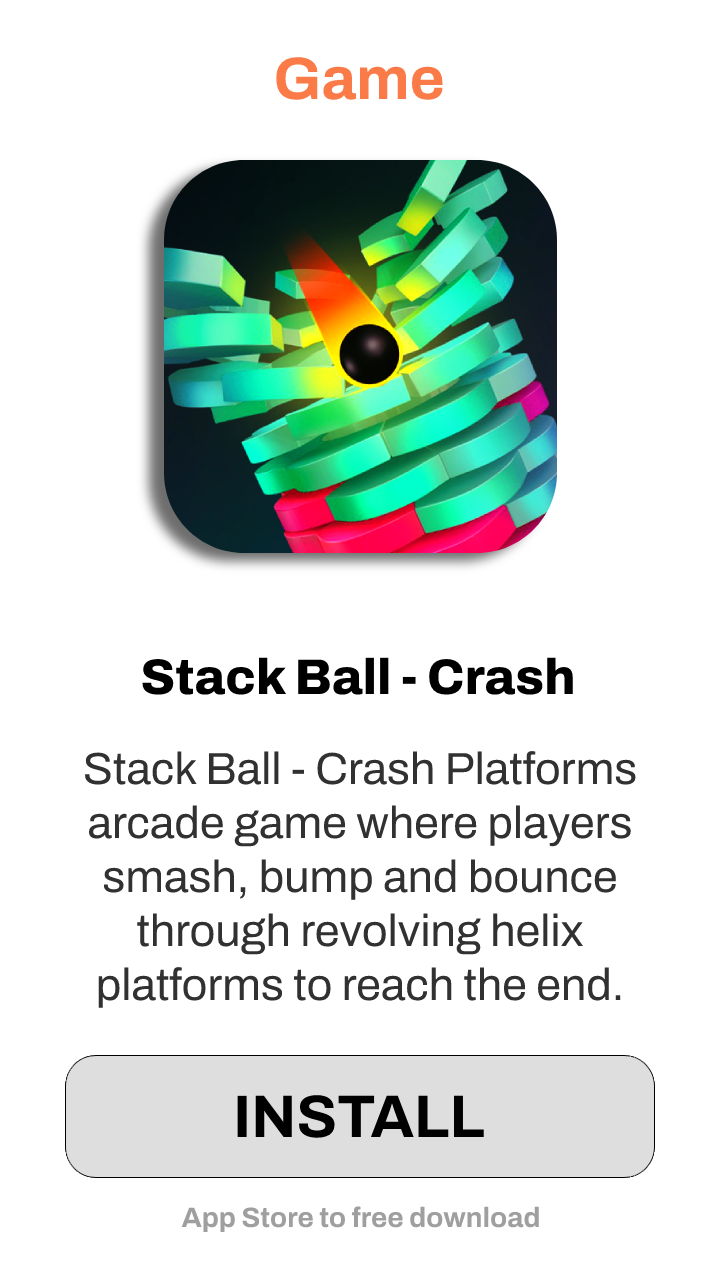 Game
Stack Ball - Crash
Stack Ball - Crash Platforms
arcade game where players
smash, bump and bounce
through revolving helix
platforms to reach the end.
INSTALL
App Store to free download